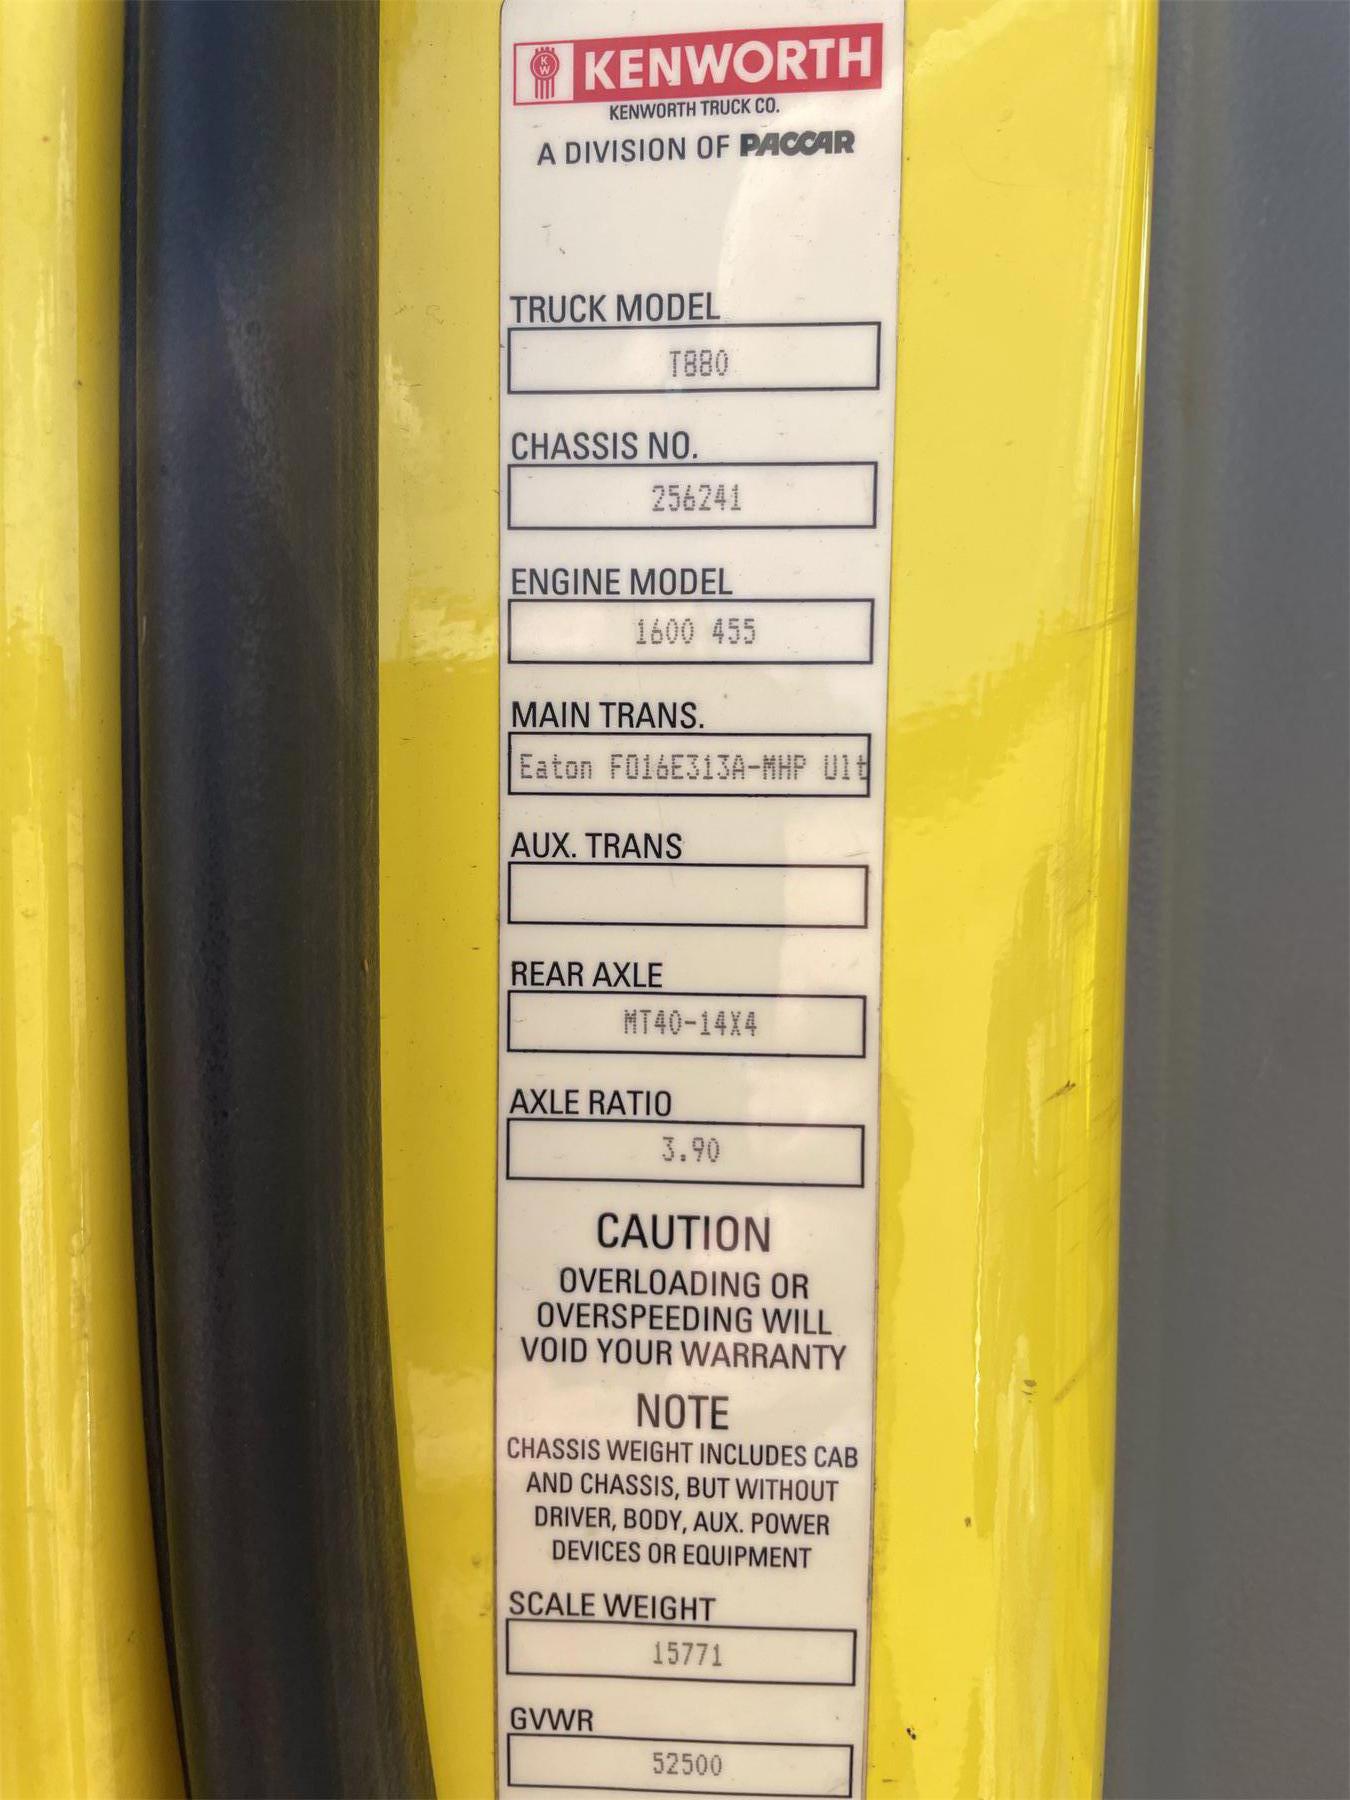 KW KENWORTH
KENWORTH TRUCK CO.
A DIVISION OF PACCAR
TRUCK MODEL
T880
CHASSIS NO.
256241
ENGINE MODEL
1600 455
MAIN TRANS.
Eaton FO16E313A-MHP Ult
AUX. TRANS
REAR AXLE
MT40-14X4
AXLE RATIO
3.90
CAUTION
OVERLOADING OR
OVERSPEEDING WILL
VOID YOUR WARRANTY
NOTE
CHASSIS WEIGHT INCLUDES CAB
AND CHASSIS, BUT WITHOUT
DRIVER, BODY, AUX. POWER
DEVICES OR EQUIPMENT
SCALE WEIGHT
15771
GVWR
52500